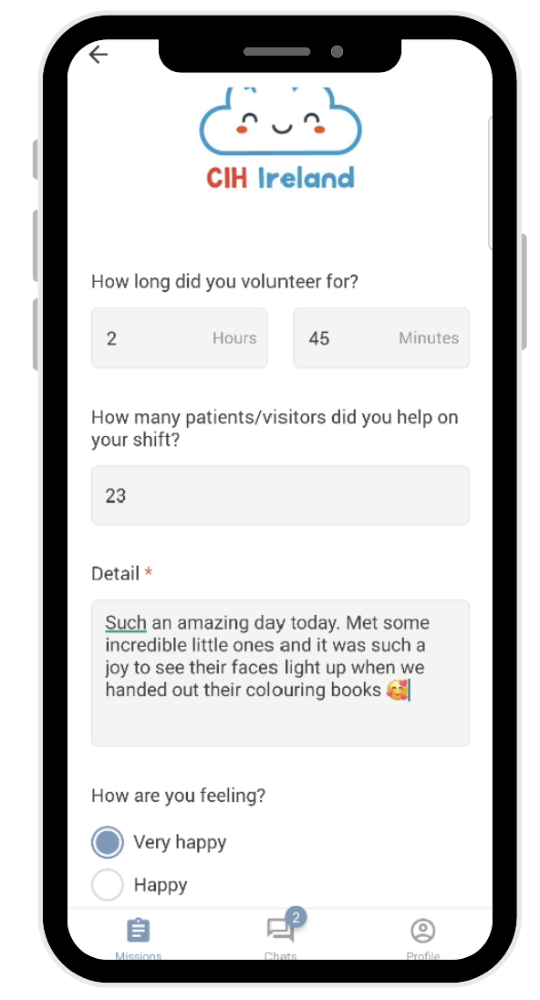 CIH Ireland
How long did you volunteer for?
2 Hours 45 Minutes
How many patients/visitors did you help on
your shift?
23
Detail *
Such an amazing day today. Met some
incredible little ones and it was such a
joy to see their faces light up when we
handed out their colouring books 🥰
How are you feeling?
Very happy
Happy
2
Missions Chats Profile